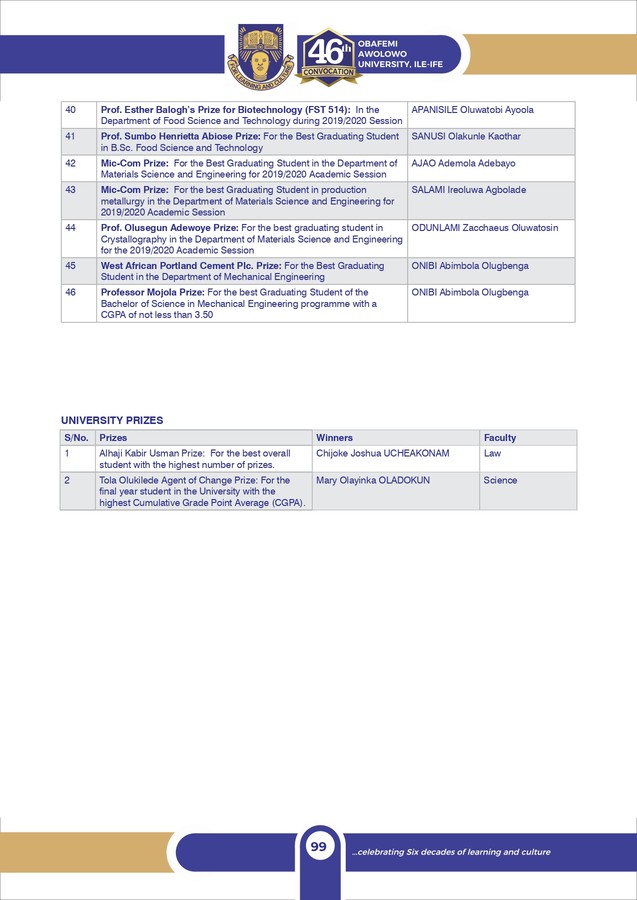 FOR LEARNING AND CULTURE
46th
CONVOCATION
OBAFEMI
AWOLOWO
UNIVERSITY, ILE-IFE
40 Prof. Esther Balogh's Prize for Biotechnology (FST 514): In the APANISILE Oluwatobi Ayoola
Department of Food Science and Technology during 2019/2020 Session
41 Prof. Sumbo Henrietta Abiose Prize: For the Best Graduating Student SANUSI Olakunle Kaothar
in B.Sc. Food Science and Technology
42 Mic-Com Prize: For the Best Graduating Student in the Department of AJAO Ademola Adebayo
Materials Science and Engineering for 2019/2020 Academic Session
43 Mic-Com Prize: For the best Graduating Student in production SALAMI Ireoluwa Agbolade
metallurgy in the Department of Materials Science and Engineering for
2019/2020 Academic Session
44 Prof. Olusegun Adewoye Prize: For the best graduating student in ODUNLAMI Zacchaeus Oluwatosin
Crystallography in the Department of Materials Science and Engineering
for the 2019/2020 Academic Session
45 West African Portland Cement Plc. Prize: For the Best Graduating ONIBI Abimbola Olugbenga
Student in the Department of Mechanical Engineering
46 Professor Mojola Prize: For the best Graduating Student of the ONIBI Abimbola Olugbenga
Bachelor of Science in Mechanical Engineering programme with a
CGPA of not less than 3.50
UNIVERSITY PRIZES
S/No. Prizes Winners Faculty
1 Alhaji Kabir Usman Prize: For the best overall Chijoke Joshua UCHEAKONAM Law
student with the highest number of prizes.
2 Tola Olukilede Agent of Change Prize: For the Mary Olayinka OLADOKUN Science
final year student in the University with the
highest Cumulative Grade Point Average (CGPA).
99
...celebrating Six decades of learning and culture